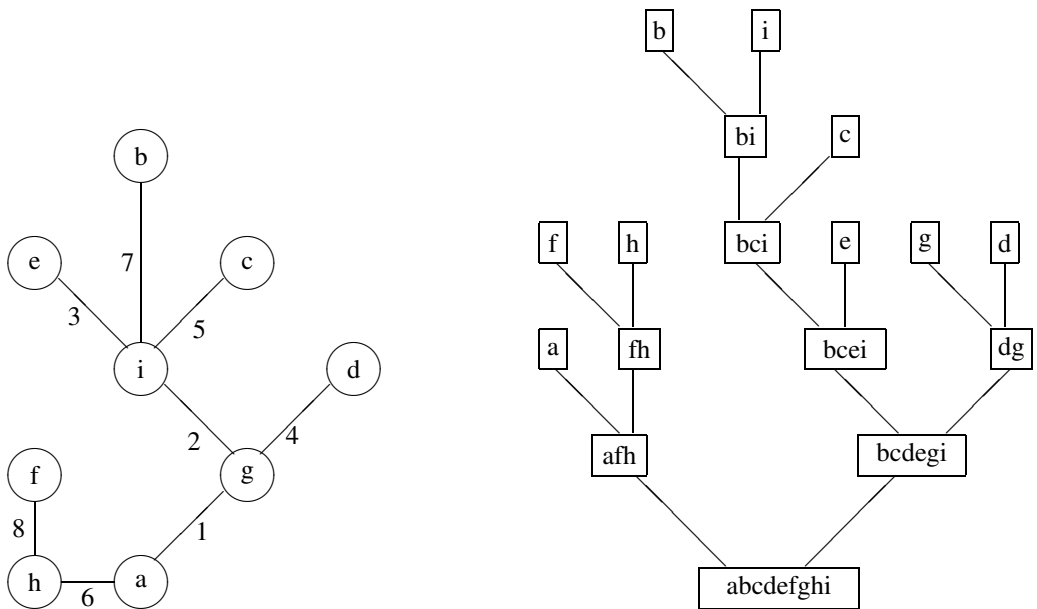 b i
bi c
b
f h bci e g d
e 7 c
3 5
a fh bcei dg
i d
2 4
afh bcdegi
f g
8 1
h 6 a
abcdefghi